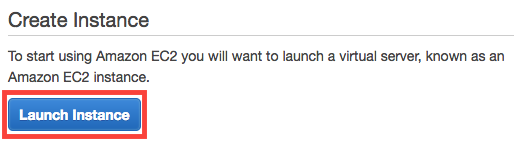 Create Instance
To start using Amazon EC2 you will want to launch a virtual server, known as an
Amazon EC2 instance.
Launch Instance